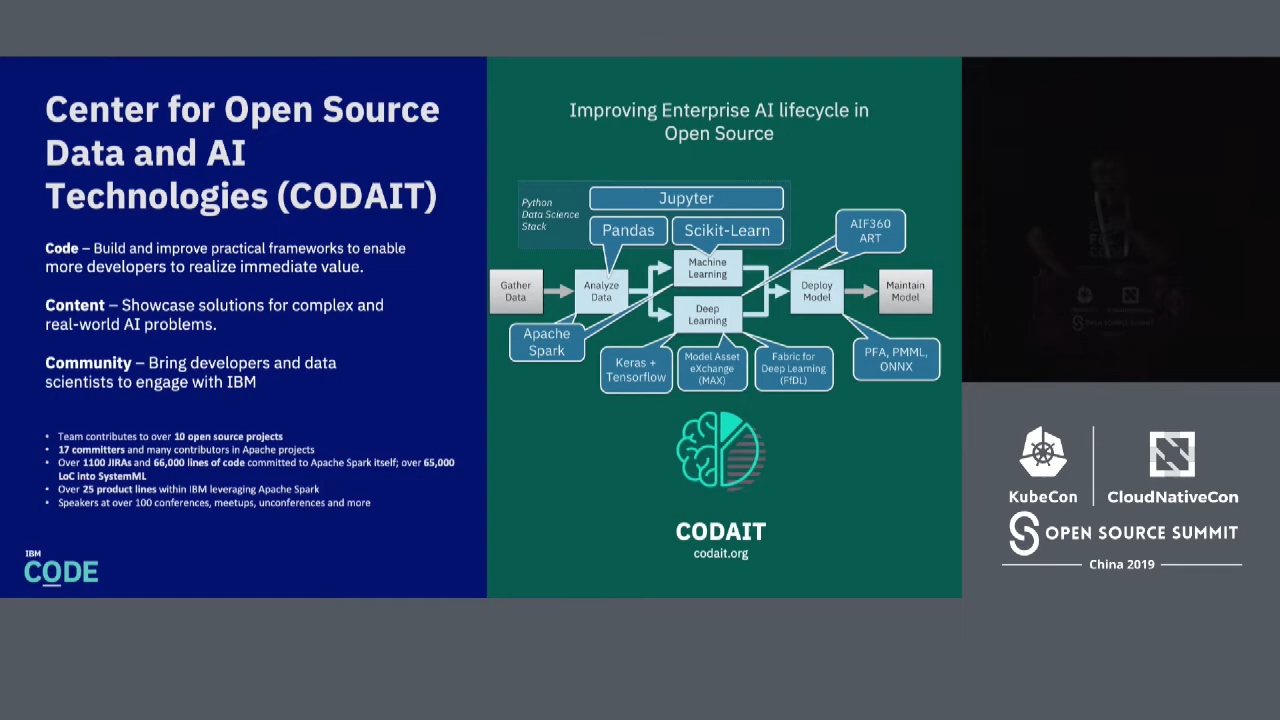 Center for Open Source
Data and AI
Technologies (CODAIT)
Code – Build and improve practical frameworks to enable
more developers to realize immediate value.
Content – Showcase solutions for complex and
real-world AI problems.
Community – Bring developers and data
scientists to engage with IBM
• Team contributes to over 10 open source projects
• 17 committers and many contributors in Apache projects
• Over 1100 JIRAs and 66,000 lines of code committed to Apache Spark itself; over 65,000
LoC into SystemML
• Over 25 product lines within IBM leveraging Apache Spark
• Speakers at over 100 conferences, meetups, unconferences and more
IBM
CODE
Improving Enterprise AI lifecycle in
Open Source
Python
Data Science
Stack
Jupyter
Pandas
Scikit-Learn
AIF360
ART
Gather
Data
Analyze
Data
Machine
Learning
Deep
Learning
Deploy
Model
Maintain
Model
Apache
Spark
Keras +
Tensorflow
Model Asset
eXchange
(MAX)
Fabric for
Deep Learning
(FfDL)
PFA, PMML,
ONNX
CODAIT
codait.org
OPEN SOURCE SUMMIT
KubeCon
CloudNativeCon
OPEN SOURCE SUMMIT
China 2019